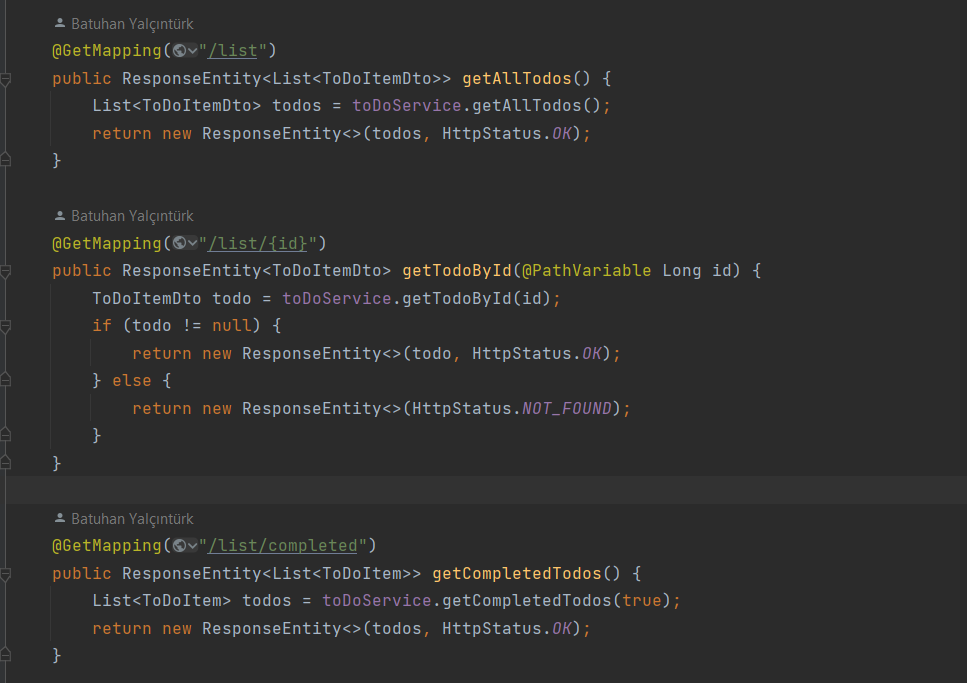 Batuhan Yalçıntürk
@GetMapping("/list")
public ResponseEntity<List<ToDoItemDto>> getAllTodos() {
    List<ToDoItemDto> todos = toDoService.getAllTodos();
    return new ResponseEntity<>(todos, HttpStatus.OK);
}
Batuhan Yalçıntürk
@GetMapping("/list/{id}")
public ResponseEntity<ToDoItemDto> getTodoById(@PathVariable Long id) {
    ToDoItemDto todo = toDoService.getTodoById(id);
    if (todo != null) {
        return new ResponseEntity<>(todo, HttpStatus.OK);
    } else {
        return new ResponseEntity<>(HttpStatus.NOT_FOUND);
    }
}
Batuhan Yalçıntürk
@GetMapping("/list/completed")
public ResponseEntity<List<ToDoItem>> getCompletedTodos() {
    List<ToDoItem> todos = toDoService.getCompletedTodos(true);
    return new ResponseEntity<>(todos, HttpStatus.OK);
}